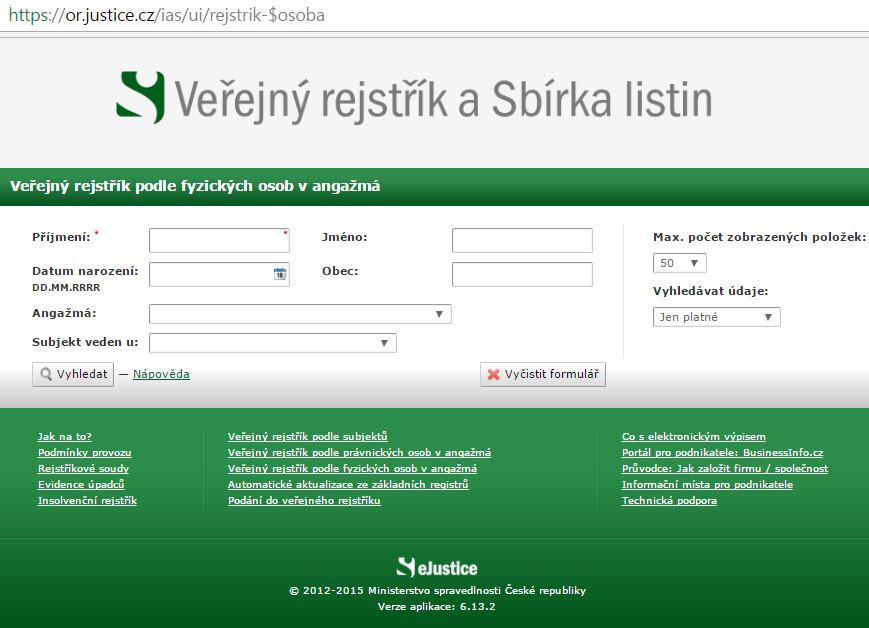 https://or.justice.cz/ias/ui/rejstrik-$osoba
Veřejný rejstřík a Sbírka listin
Veřejný rejstřík podle fyzických osob v angažmá
Příjmení: * *
Jméno:
Datum narození:
DD.MM.RRRR
18
Obec:
Angažmá:
Subjekt veden u:
Max. počet zobrazených položek:
50
Vyhledávat údaje:
Jen platné
Vyhledat — Nápověda
Vyčistit formulář
Jak na to?
Podmínky provozu
Rejstříkové soudy
Evidence úpadců
Insolvenční rejstřík
Veřejný rejstřík podle subjektů
Veřejný rejstřík podle právnických osob v angažmá
Veřejný rejstřík podle fyzických osob v angažmá
Automatické aktualizace ze základních registrů
Podání do veřejného rejstříku
Co s elektronickým výpisem
Portál pro podnikatele: BusinessInfo.cz
Průvodce: Jak založit firmu / společnost
Informační místa pro podnikatele
Technická podpora
eJustice
© 2012-2015 Ministerstvo spravedlnosti České republiky
Verze aplikace: 6.13.2